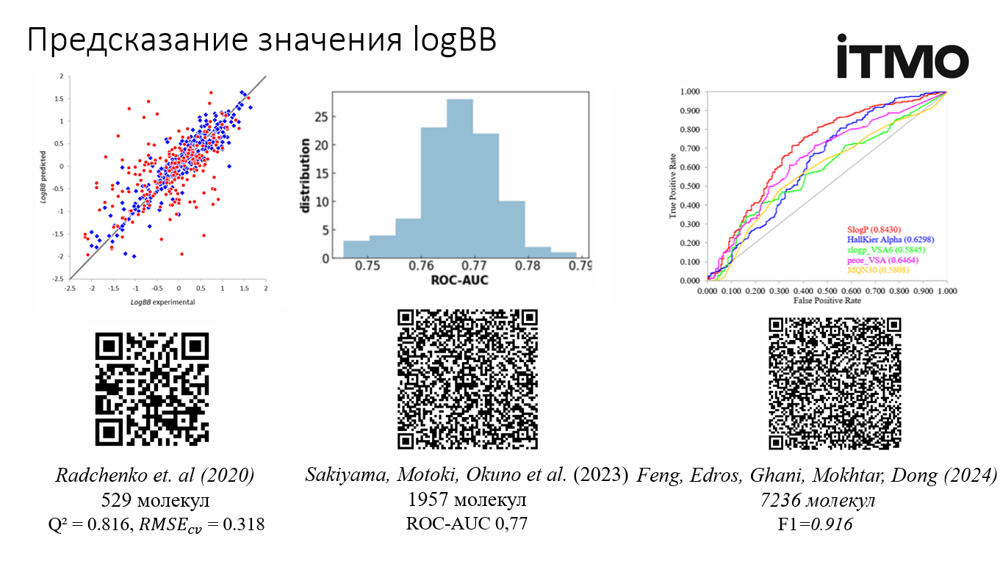 Предсказание значения logBB
iTMO
2
1.5
1
0.5
0
-0.5
-1
-1.5
-2
-2.5
LogBB predicted
-2.5 -2 -1.5 -1 -0.5 0 0.5 1 1.5 2
LogBB experimental
25
20
15
10
5
0
distribution
0.75 0.76 0.77 0.78 0.79
ROC-AUC
1.000
0.900
0.800
0.700
0.600
0.500
0.400
0.300
0.200
0.100
0.000
True Positive Rate
SlogP (0.8430)
HallKier Alpha (0.6298)
slogp_VSA6 (0.5845)
peoe_VSA (0.6464)
MQN30 (0.5808)
0.000 0.100 0.200 0.300 0.400 0.500 0.600 0.700 0.800 0.900 1.000
False Positive Rate
Radchenko et. al (2020)
529 молекул
Q² = 0.816, RMSEcv = 0.318
Sakiyama, Motoki, Okuno et al. (2023)
1957 молекул
ROC-AUC 0,77
Feng, Edros, Ghani, Mokhtar, Dong (2024)
7236 молекул
F1=0.916